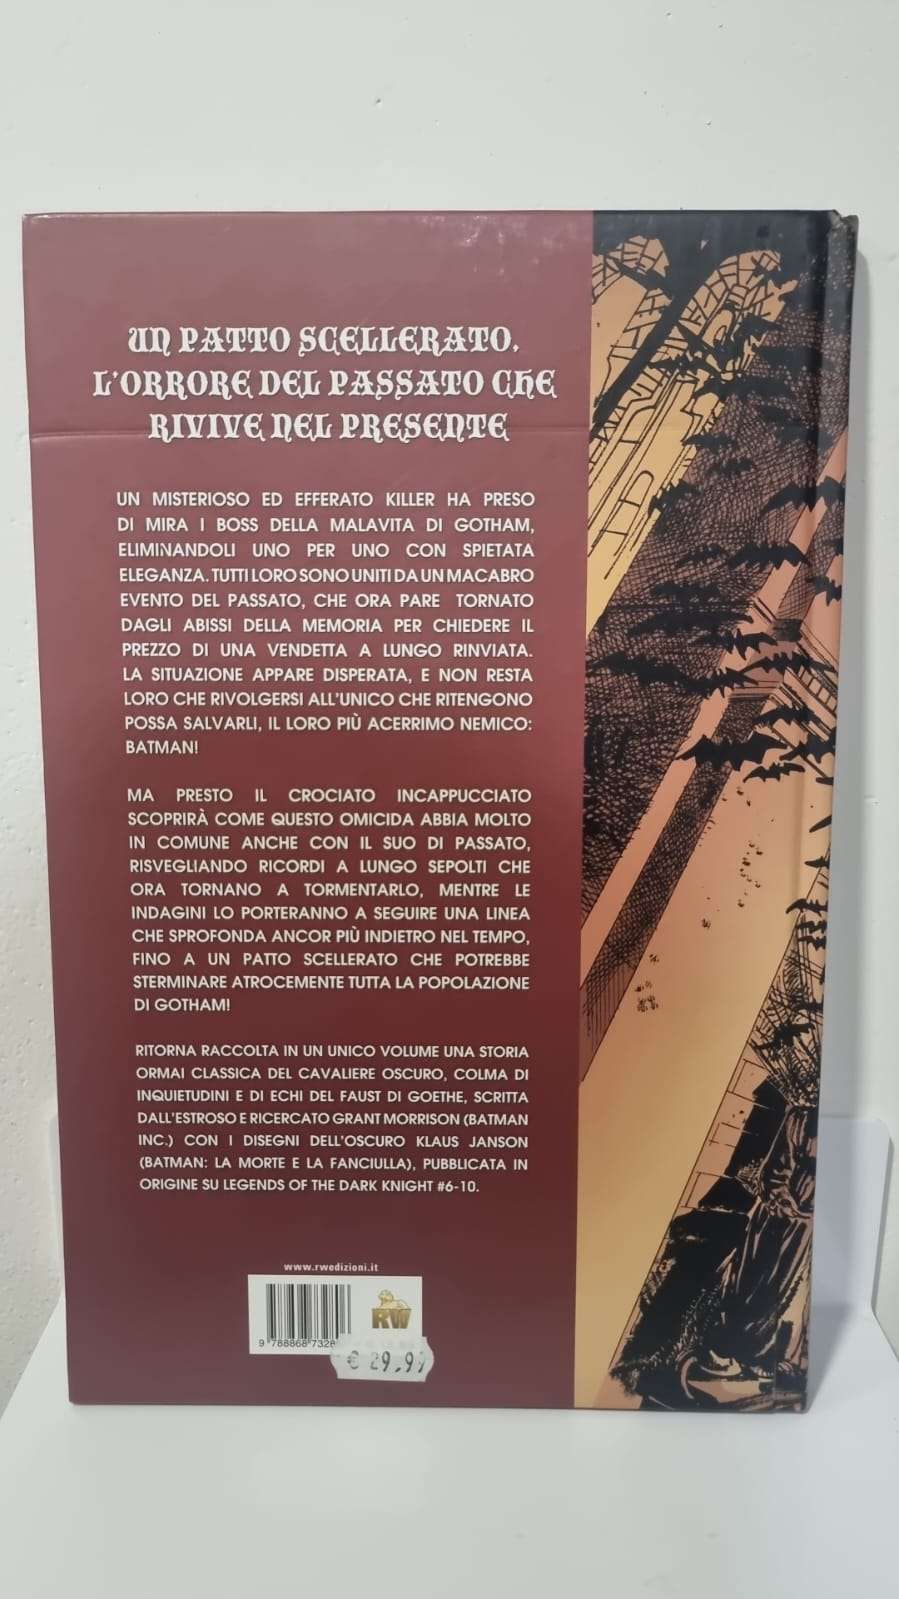 UN PATTO SCELLERATO.
L'ORRORE DEL PASSATO CHE
RIVIVE NEL PRESENTE
UN MISTERIOSO ED EFFERATO KILLER HA PRESO
DI MIRA I BOSS DELLA MALAVITA DI GOTHAM,
ELIMINANDOLI UNO PER UNO CON SPIETATA
ELEGANZA. TUTTI LORO SONO UNITI DA UN MACABRO
EVENTO DEL PASSATO, CHE ORA PARE TORNATO
DAGLI ABISSI DELLA MEMORIA PER CHIEDERE IL
PREZZO DI UNA VENDETTA A LUNGO RINVIATA.
LA SITUAZIONE APPARE DISPERATA, E NON RESTA
LORO CHE RIVOLGERSI ALL'UNICO CHE RITENGONO
POSSA SALVARLI, IL LORO PIÙ ACERRIMO NEMICO:
BATMAN!
MA PRESTO IL CROCIATO INCAPPUCCIATO
SCOPRIRÀ COME QUESTO OMICIDA ABBIA MOLTO
IN COMUNE ANCHE CON IL SUO DI PASSATO,
RISVEGLIANDO RICORDI A LUNGO SEPOLTI CHE
ORA TORNANO A TORMENTARLO, MENTRE LE
INDAGINI LO PORTERANNO A SEGUIRE UNA LINEA
CHE SPROFONDA ANCOR PIÙ INDIETRO NEL TEMPO,
FINO A UN PATTO SCELLERATO CHE POTREBBE
STERMINARE ATROCEMENTE TUTTA LA POPOLAZIONE
DI GOTHAM!
RITORNA RACCOLTA IN UN UNICO VOLUME UNA STORIA
ORMAI CLASSICA DEL CAVALIERE OSCURO, COLMA DI
INQUIETUDINI E DI ECHI DEL FAUST DI GOETHE, SCRITTA
DALL'ESTROSO E RICERCATO GRANT MORRISON (BATMAN
INC.) CON I DISEGNI DELL'OSCURO KLAUS JANSON
(BATMAN: LA MORTE E LA FANCIULLA), PUBBLICATA IN
ORIGINE SU LEGENDS OF THE DARK KNIGHT #6-10.
www.rwedizioni.it
RW
9 788868 7328
€ 29,99